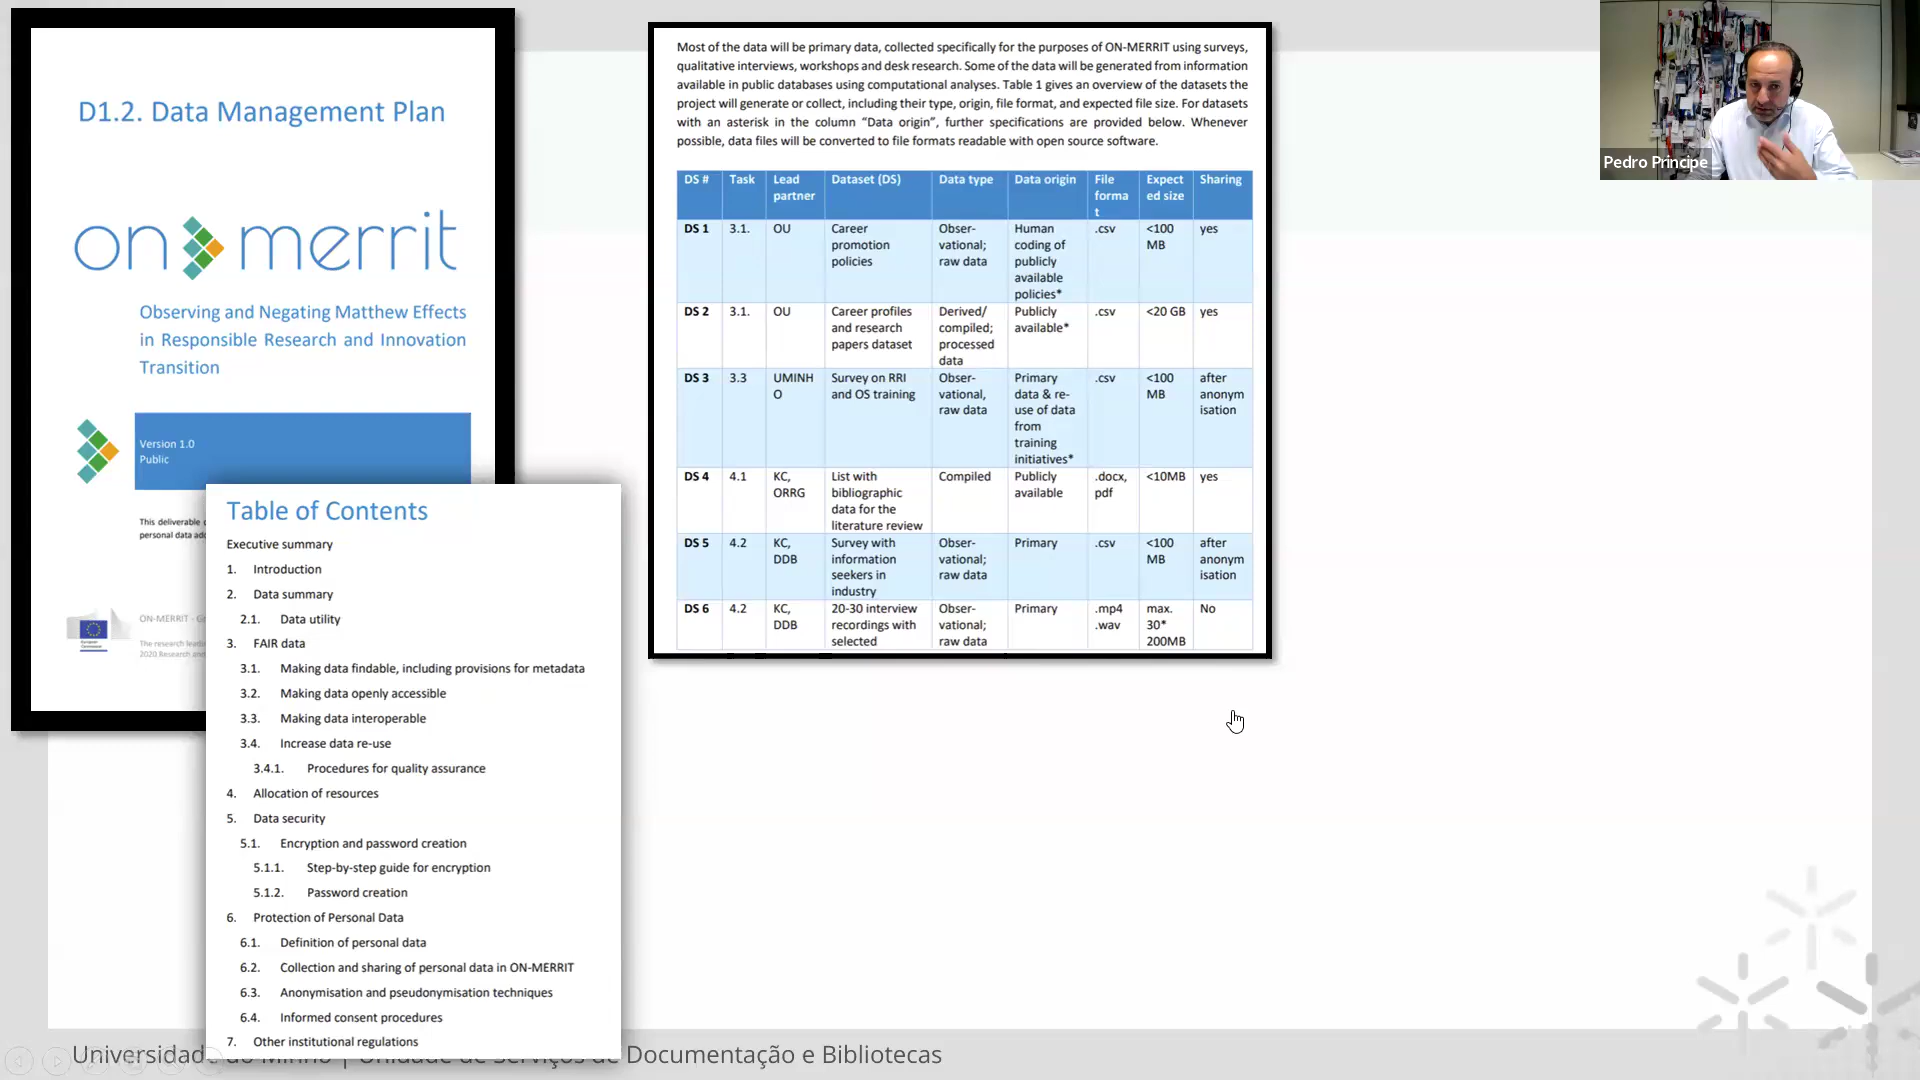 D1.2. Data Management Plan
on merrit
Observing and Negating Matthew Effects
in Responsible Research and Innovation
Transition
Version 1.0
Public
This deliverable
personal data
European
Commission
ON-MERRIT - 
The research
2020
Table of Contents
Executive summary
1. Introduction
2. Data summary
2.1. Data utility
3. FAIR data
3.1. Making data findable, including provisions for metadata
3.2. Making data openly accessible
3.3. Making data interoperable
3.4. Increase data re-use
3.4.1. Procedures for quality assurance
4. Allocation of resources
5. Data security
5.1. Encryption and password creation
5.1.1. Step-by-step guide for encryption
5.1.2. Password creation
6. Protection of Personal Data
6.1. Definition of personal data
6.2. Collection and sharing of personal data in ON-MERRIT
6.3. Anonymisation and pseudonymisation techniques
6.4. Informed consent procedures
7. Other institutional regulations
Most of the data will be primary data, collected specifically for the purposes of ON-MERRIT using surveys,
qualitative interviews, workshops and desk research. Some of the data will be generated from information
available in public databases using computational analyses. Table 1 gives an overview of the datasets the
project will generate or collect, including their type, origin, file format, and expected file size. For datasets
with an asterisk in the column “Data origin”, further specifications are provided below. Whenever
possible, data files will be converted to file formats readable with open source software.
DS # Task Lead Dataset (DS) Data type Data origin File Expect Sharing
partner forma ed size
t
DS 1 3.1. OU Career Obser- Human .csv <100 yes
promotion vational; coding of MB
policies raw data publicly
available
policies*
DS 2 3.1. OU Career profiles Derived/ Publicly .csv <20 GB yes
and research compiled; available*
papers dataset processed
data
DS 3 3.3 UMINH Survey on RRI Obser- Primary .csv <100 after
O and OS training vational, data & re- MB anonym
raw data use of data isation
from
training
initiatives*
DS 4 4.1 KC, List with Compiled Publicly .docx, <10MB yes
ORRG bibliographic available pdf
data for the
literature review
DS 5 4.2 KC, Survey with Obser- Primary .csv <100 after
DDB information vational; MB anonym
seekers in raw data isation
industry
DS 6 4.2 KC, 20-30 interview Obser- Primary .mp4 max. No
DDB recordings with vational; .wav 30*
selected raw data 200MB
Pedro Principe
Universidade do Minho | Unidade de Serviços de Documentação e Bibliotecas